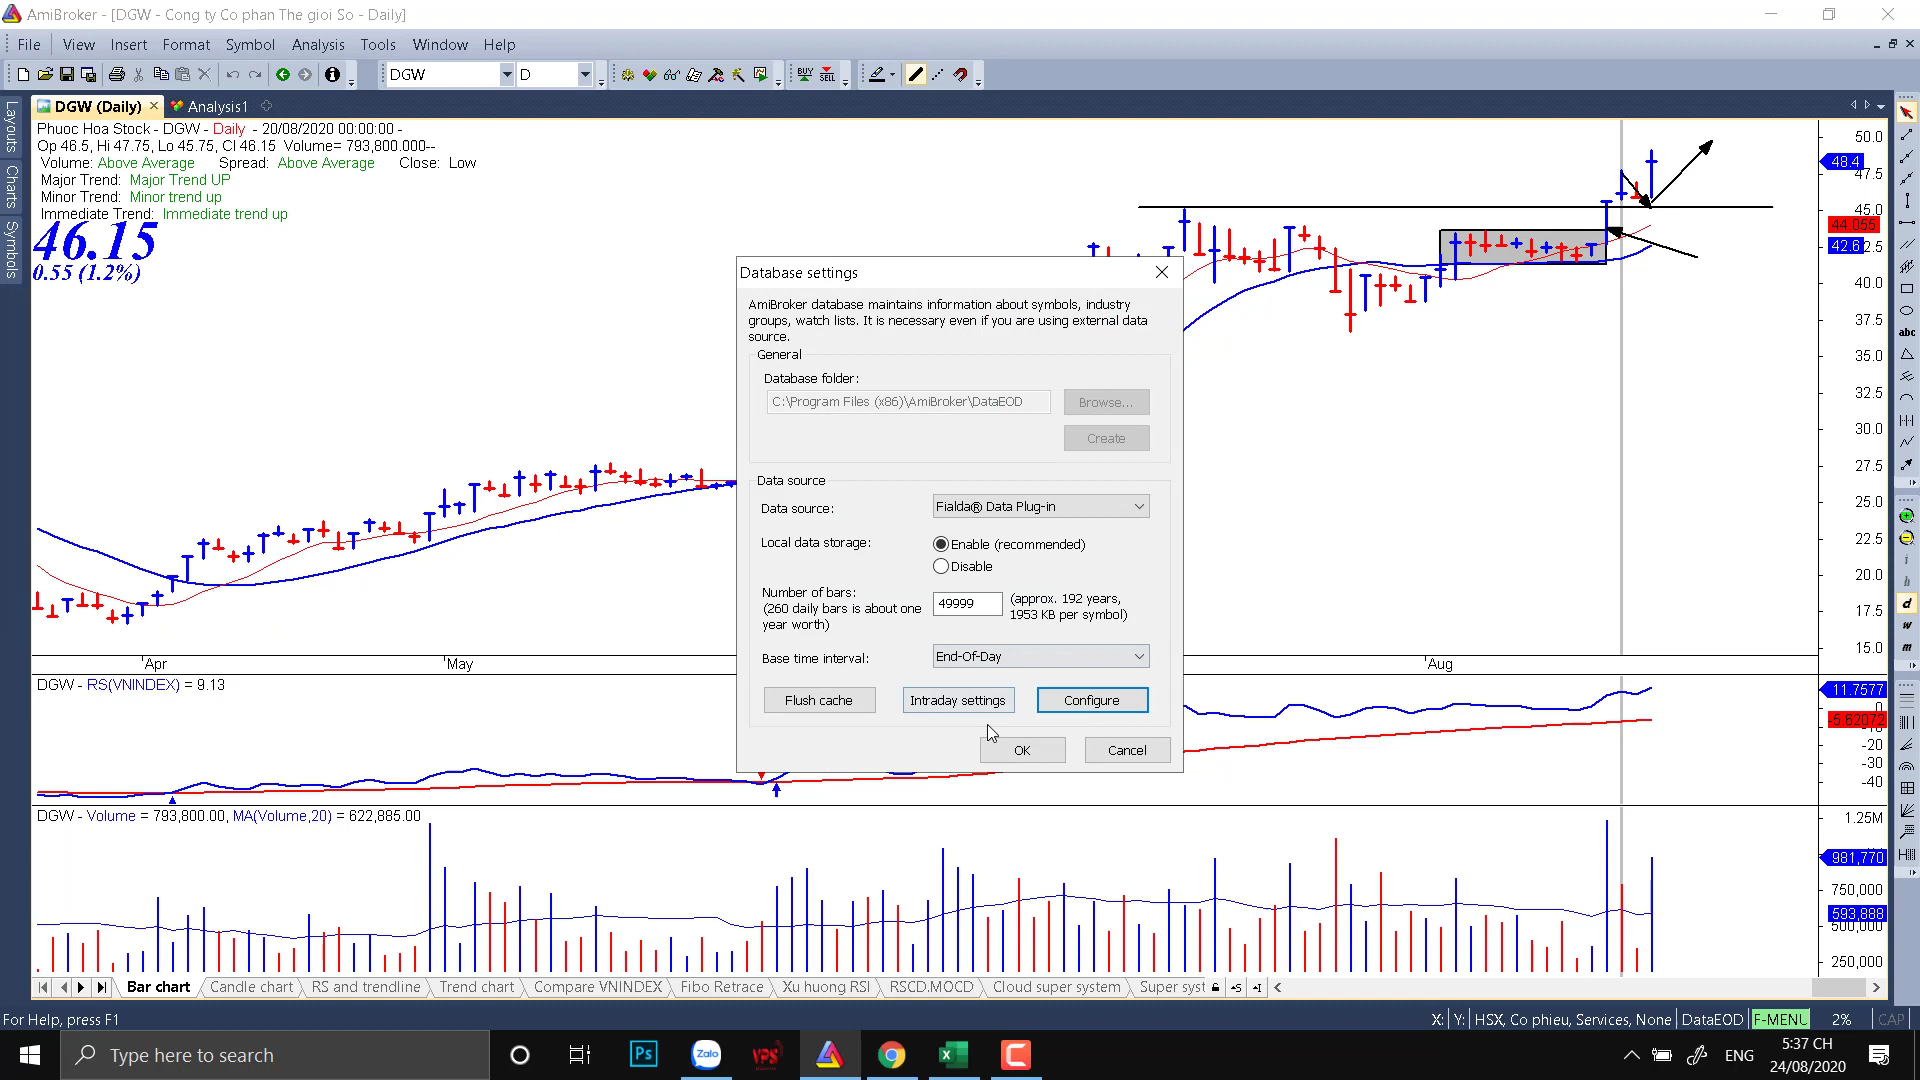 AmiBroker - [DGW - Cong ty Co phan The gioi So - Daily]
File View Insert Format Symbol Analysis Tools Window Help
DGW D BUY SELL
Layouts
Charts
Symbols
DGW (Daily) Analysis1
Phuoc Hoa Stock - DGW - Daily - 20/08/2020 00:00:00 -
Op 46.5, Hi 47.75, Lo 45.75, Cl 46.15 Volume= 793,800.000--
Volume: Above Average Spread: Above Average Close: Low
Major Trend: Major Trend UP
Minor Trend: Minor trend up
Immediate Trend: Immediate trend up
46.15
0.55 (1.2%)
50.0
48.4
47.5
45.0
44.055
42.6
2.5
40.0
37.5
35.0
32.5
30.0
27.5
25.0
22.5
20.0
17.5
15.0
Apr May Aug
Database settings
AmiBroker database maintains information about symbols, industry
groups, watch lists. It is necessary even if you are using external data
source.
General
Database folder:
C:\Program Files (x86)\AmiBroker\DataEOD Browse...
Create
Data source
Data source: Fialda® Data Plug-in
Local data storage: Enable (recommended)
Disable
Number of bars:
(260 daily bars is about one
year worth)
49999
(approx. 192 years,
1953 KB per symbol)
Base time interval: End-Of-Day
Flush cache Intraday settings Configure
OK Cancel
DGW - RS(VNINDEX) = 9.13
11.7577
0
-5.62072
-20
-30
-40
DGW - Volume = 793,800.00, MA(Volume,20) = 622,885.00
1.25M
981,770
750,000
593,888
500,000
250,000
abc
i
h
d
w
m
Bar chart Candle chart RS and trendline Trend chart Compare VNINDEX Fibo Retrace Xu huong RSI RSCD.MOCD Cloud super system Super syst
For Help, press F1
X: Y: HSX, Co phieu, Services, None DataEOD F-MENU 2% CAP
Type here to search
Ps
Zalo
VPS
ENG
5:37 CH
24/08/2020